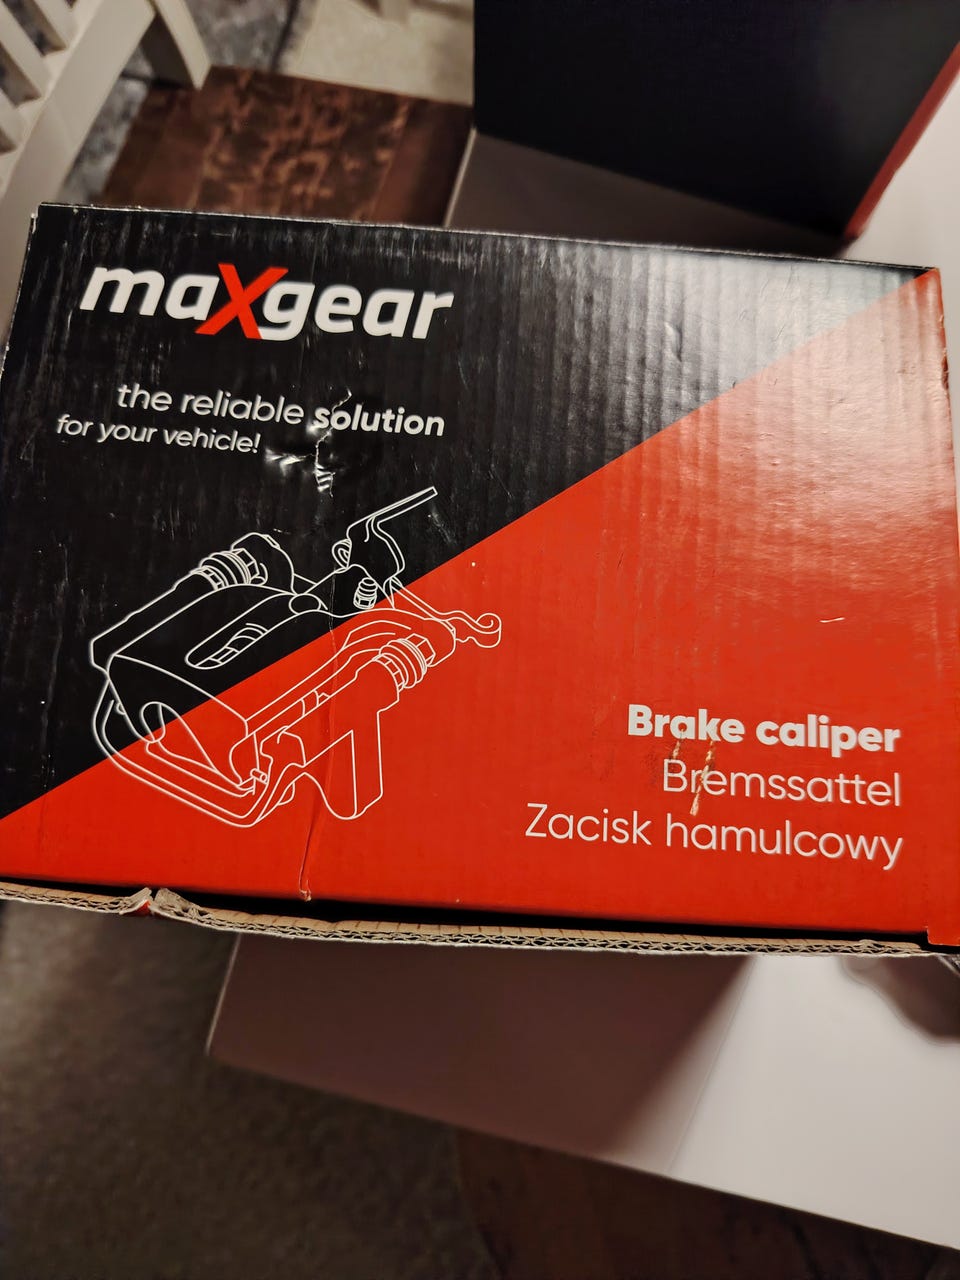 maXgear
the reliable solution
for your vehicle!
Brake caliper
Bremssattel
Zacisk hamulcowy